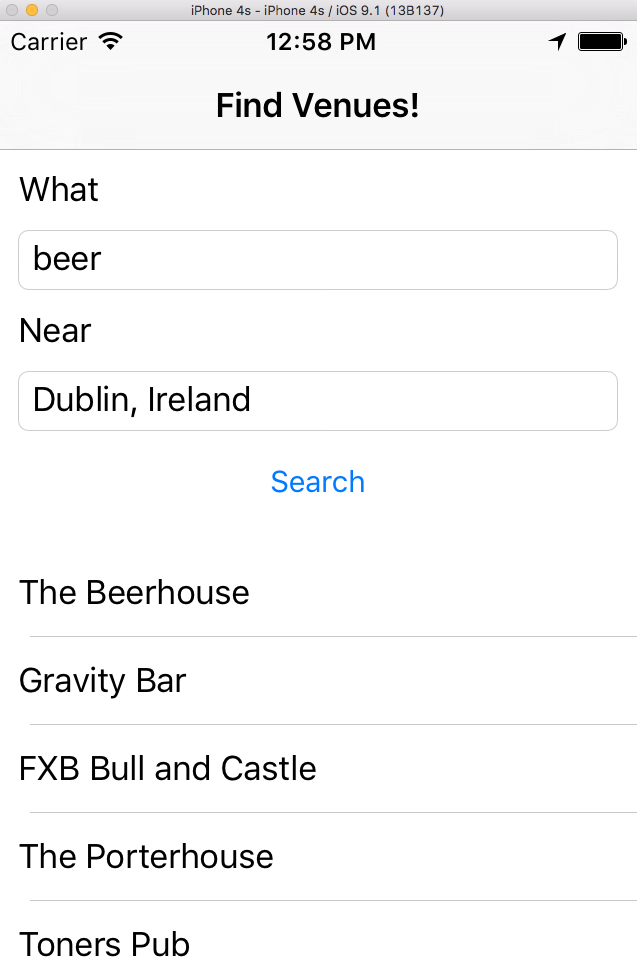 iPhone 4s - iPhone 4s / iOS 9.1 (13B137)
Carrier 12:58 PM
Find Venues!
What
beer
Near
Dublin, Ireland
Search
The Beerhouse
Gravity Bar
FXB Bull and Castle
The Porterhouse
Toners Pub